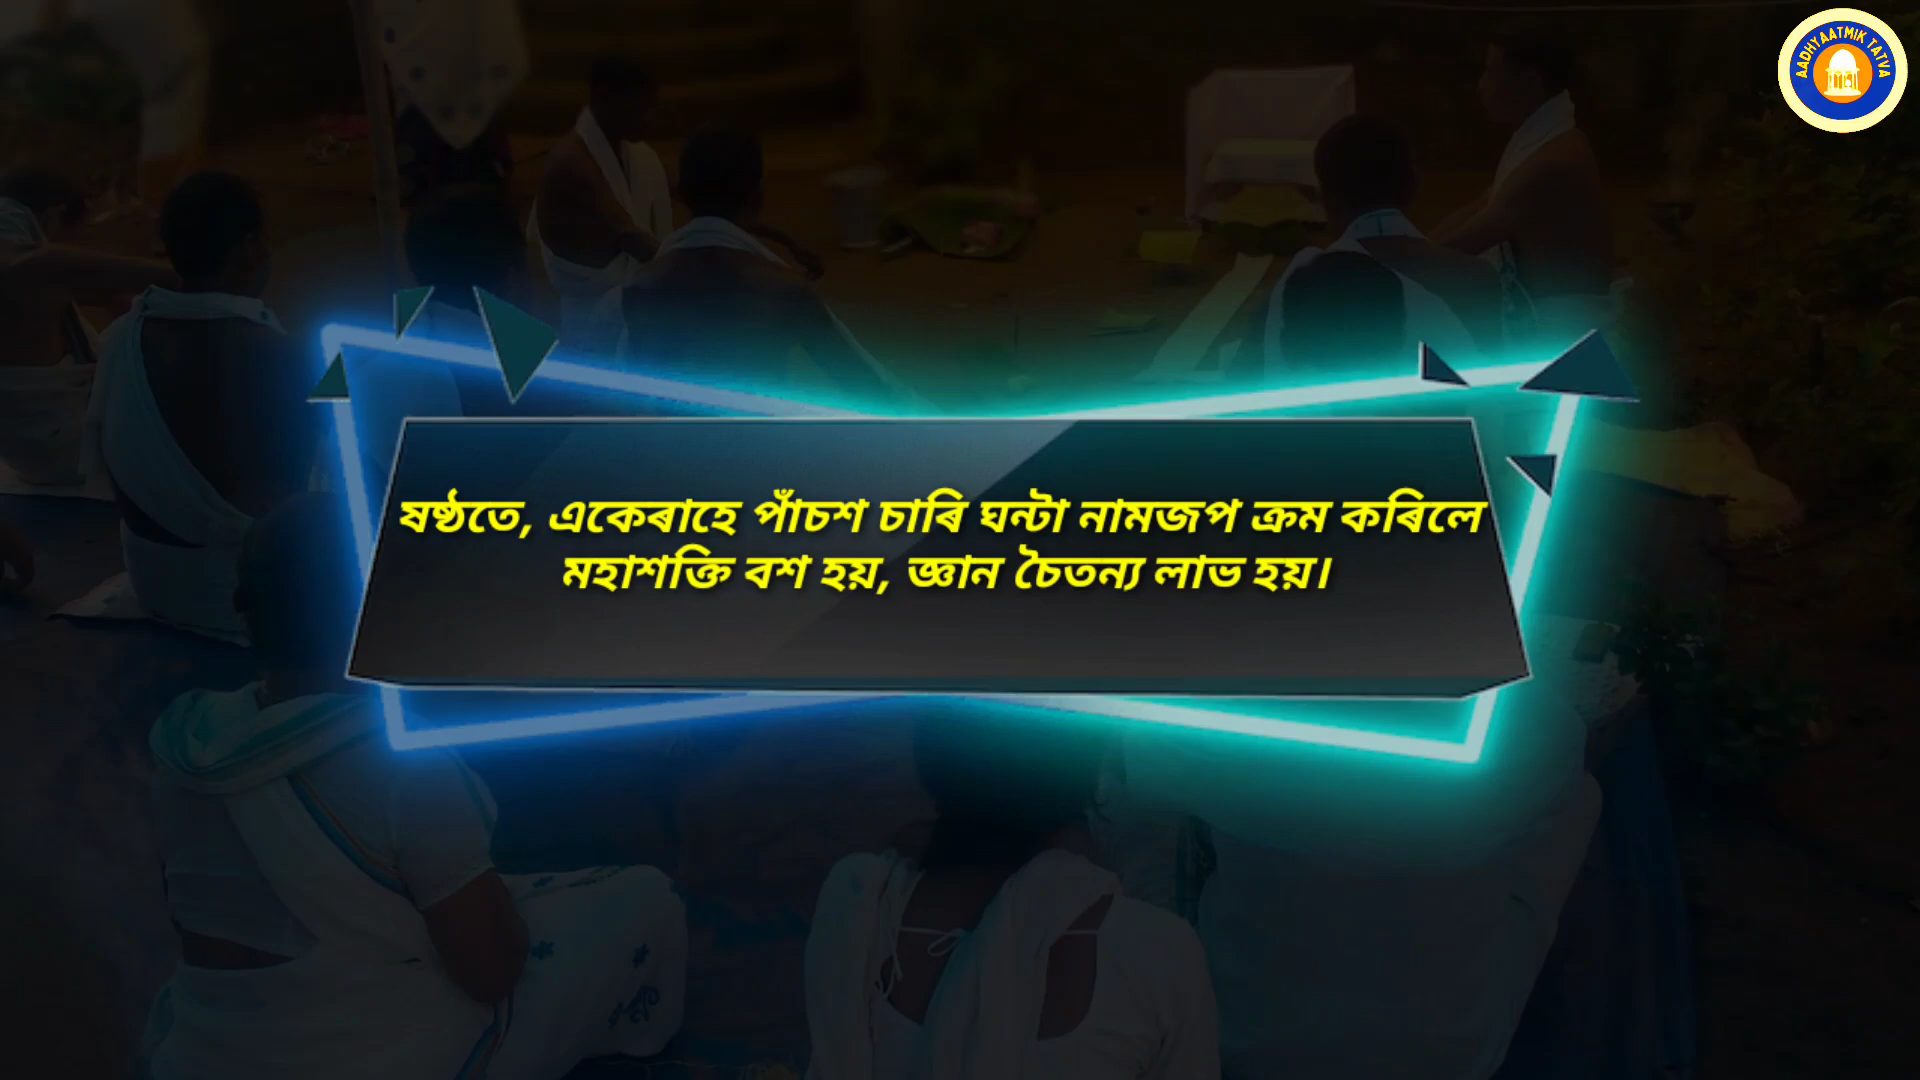 AADHYAATMIK TATVA
ষষ্ঠতে, একেৰাহে পাঁচশ চাৰি ঘন্টা নামজপ ক্ৰম কৰিলে
মহাশক্তি বশ হয়, জ্ঞান চৈতন্য লাভ হয়।